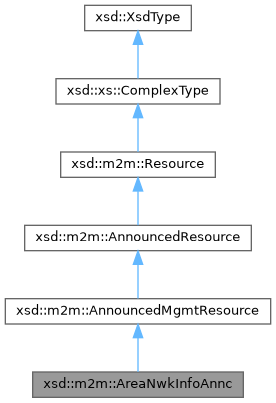 xsd::XsdType
xsd::xs::ComplexType
xsd::m2m::Resource
xsd::m2m::AnnouncedResource
xsd::m2m::AnnouncedMgmtResource
xsd::m2m::AreaNwkInfoAnnc